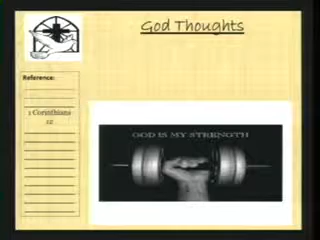 God Thoughts
Reference:
1 Corinthians
12
GOD IS MY STRENGTH